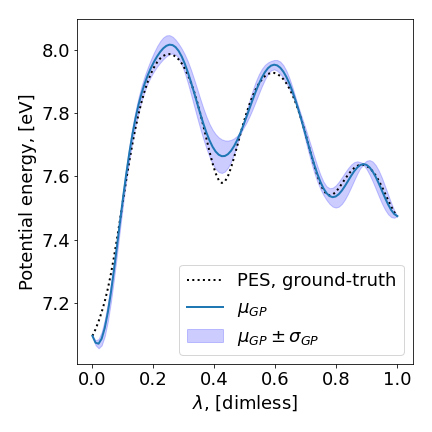 8.0
7.8
7.6
7.4
7.2
Potential energy, [eV]
0.0 0.2 0.4 0.6 0.8 1.0
λ, [dimless]
PES, ground-truth
μ_GP
μ_GP ± σ_GP